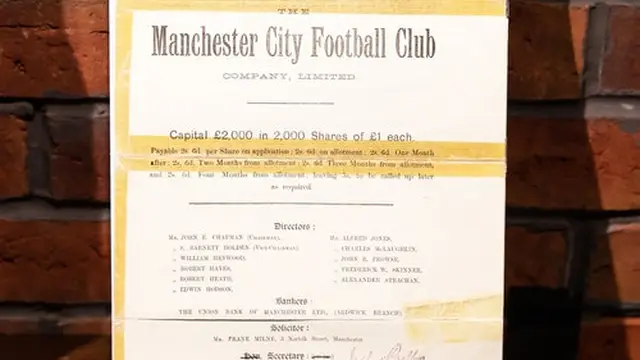 THE
Manchester City Football Club
COMPANY, LIMITED
Capital £2,000 in 2,000 Shares of £1 each.
Payable 2s. 6d. per Share on application; 2s. 6d. on allotment; 2s. 6d. One Month
after; 2s. 6d. Two Months from allotment; 2s. 6d. Three Months from allotment,
and 2s. 6d. Four Months from allotment; leaving 5s. to be called up later
as required.
Directors:
Mr. JOHN E. CHAPMAN (Chairman),
„ S. BARNETT HOLDEN (Vice-Chairman),
„ WILLIAM HEYWOOD,
„ ROBERT HAYES,
„ ROBERT HEATH,
„ EDWIN HODSON,
Mr. ALFRED JONES,
„ CHARLES McLAUGHLIN,
„ JOHN R. PROWSE,
„ FREDERICK W. SKINNER,
„ ALEXANDER STRACHAN.
Bankers:
THE UNION BANK OF MANCHESTER LTD., (ARDWICK BRANCH)
Solicitor:
Mr. FRANK MILNE, 3 Norfolk Street, Manchester
Secretary: